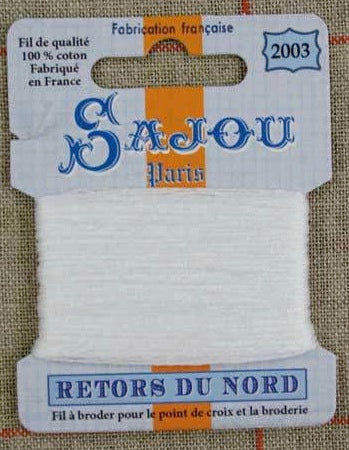 Fabrication française
Fil de qualité
100 % coton
Fabriqué
en France
2003
SAJOU
Paris
RETORS DU NORD
Fil à broder pour le point de croix et la broderie